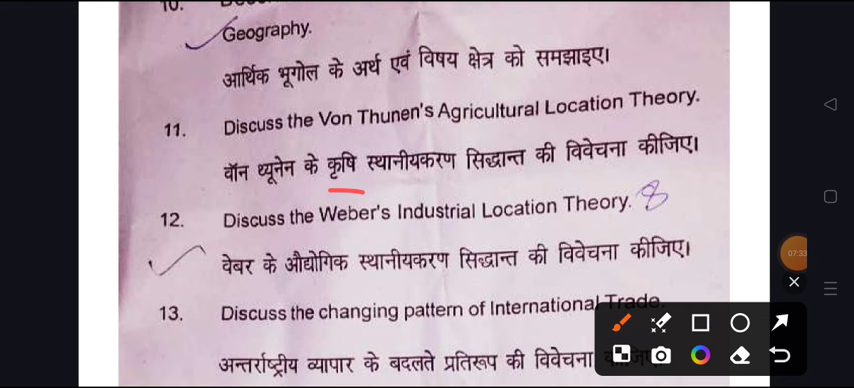 10.
Geography.
आर्थिक भूगोल के अर्थ एवं विषय क्षेत्र को समझाइए।
11. Discuss the Von Thunen's Agricultural Location Theory.
वॉन थ्यूनेन के कृषि स्थानीयकरण सिद्धान्त की विवेचना कीजिए।
12. Discuss the Weber's Industrial Location Theory. 8
वेबर के औद्योगिक स्थानीयकरण सिद्धान्त की विवेचना कीजिए।
13. Discuss the changing pattern of International Trade.
अन्तर्राष्ट्रीय व्यापार के बदलते प्रतिरूप की विवेचना
07:33